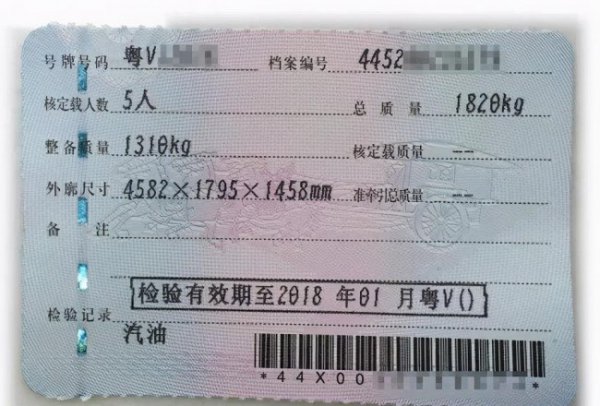 号牌号码 粤V 档案编号 4452
核定载人数 5人 总质量 1820kg
整备质量 1310kg 核定载质量 --
外廓尺寸 4582×1795×1458mm 准牵引总质量 --
备注
检验有效期至2018 年01 月粤V()
检验记录
汽油
*44X00